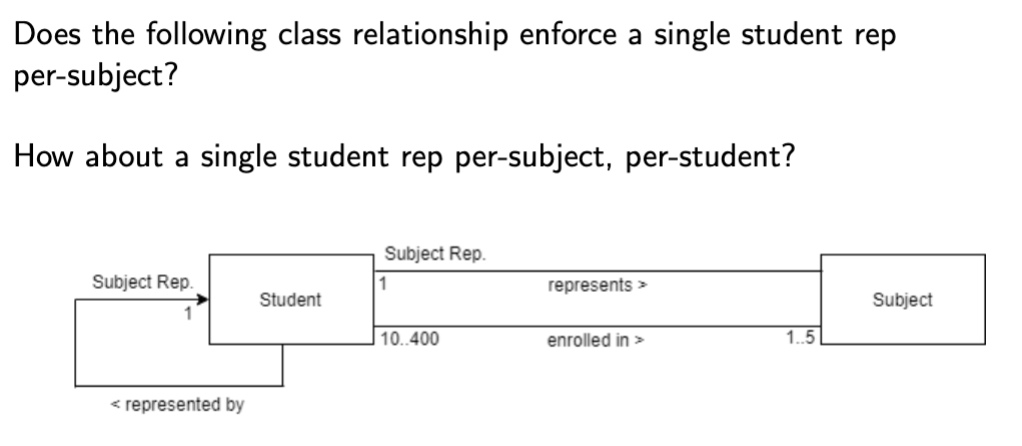 Does the following class relationship enforce a single student rep
per-subject?
How about a single student rep per-subject, per-student?
Subject Rep.
Subject Rep.
1
represents >
Student
Subject
1
10..400
enrolled in >
1..5
< represented by